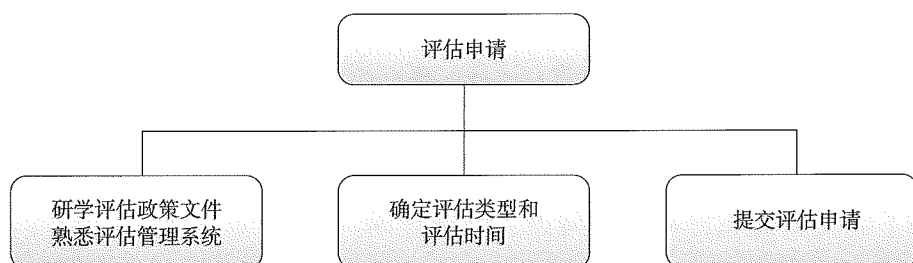 评估申请
研学评估政策文件
熟悉评估管理系统
确定评估类型和
评估时间
提交评估申请